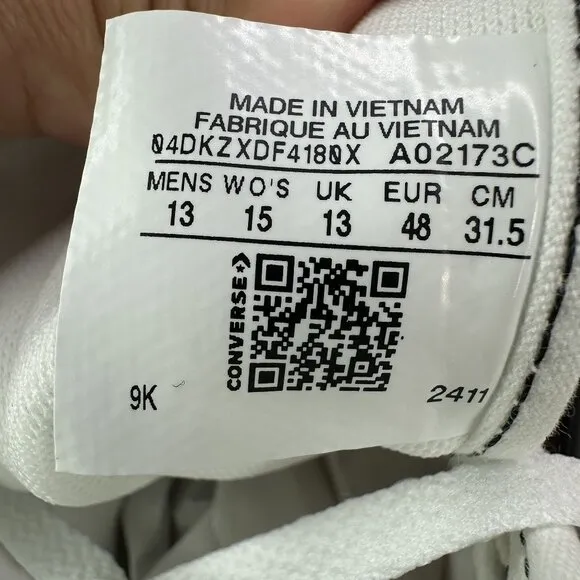 MADE IN VIETNAM
FABRIQUE AU VIETNAM
04DKZXDF4180X A02173C
MENS WO'S UK EUR CM
13 15 13 48 31.5
CONVERSE
9K 2411